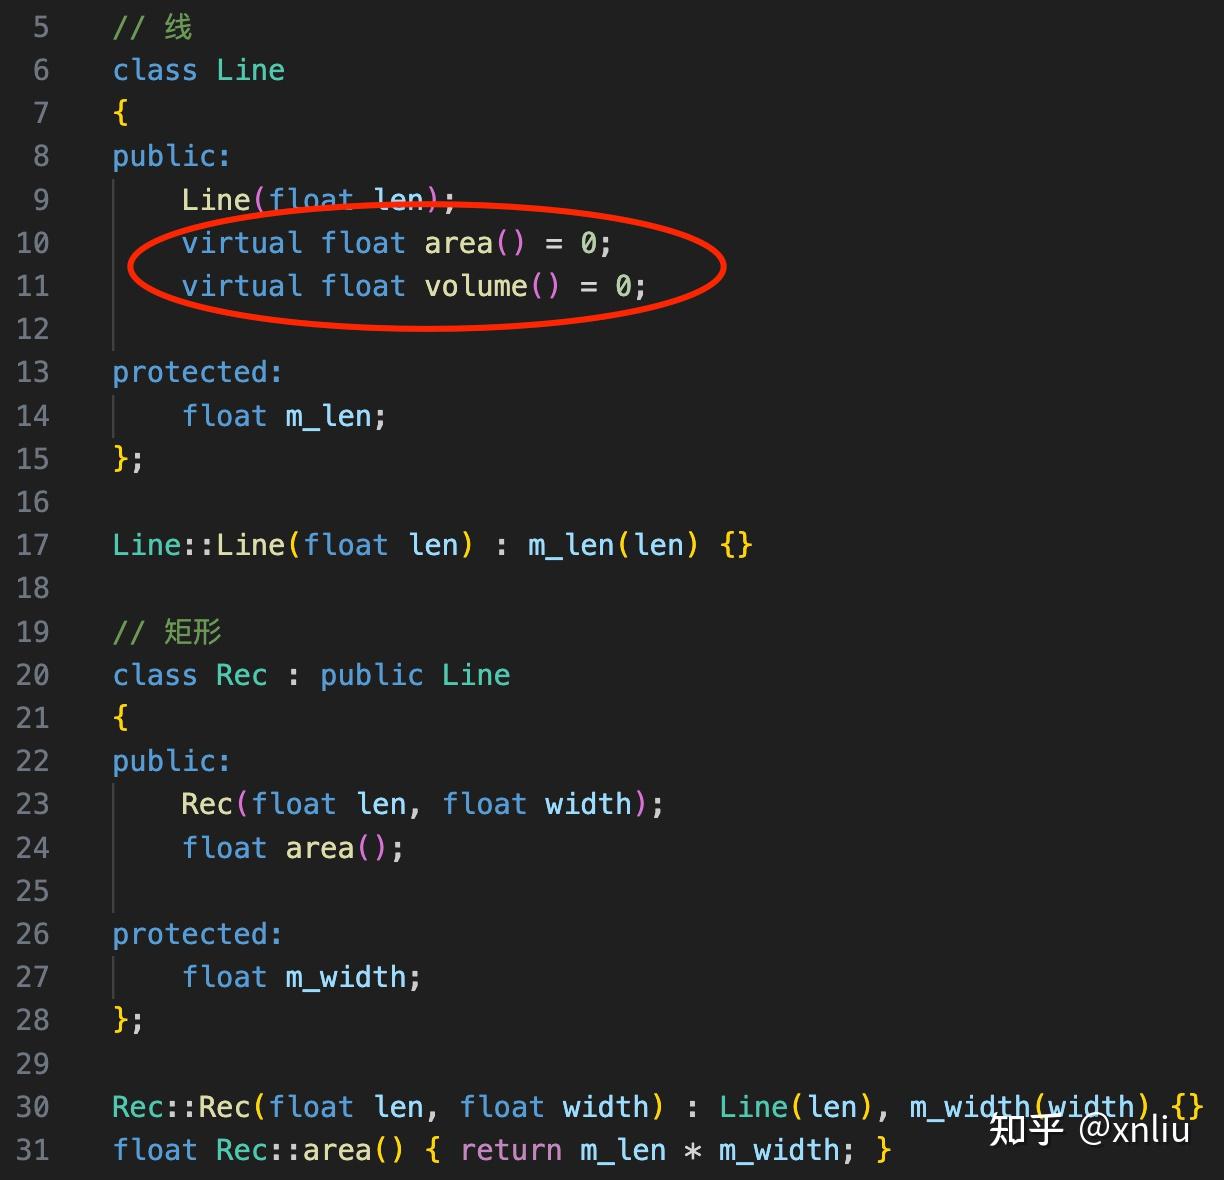 5 // 线
6 class Line
7 {
8 public:
9     Line(float len);
10     virtual float area() = 0;
11     virtual float volume() = 0;
12
13 protected:
14     float m_len;
15 };
16
17 Line::Line(float len) : m_len(len) {}
18
19 // 矩形
20 class Rec : public Line
21 {
22 public:
23     Rec(float len, float width);
24     float area();
25
26 protected:
27     float m_width;
28 };
29
30 Rec::Rec(float len, float width) : Line(len), m_width(width) {}
31 float Rec::area() { return m_len * m_width; }
知乎 @xnliu